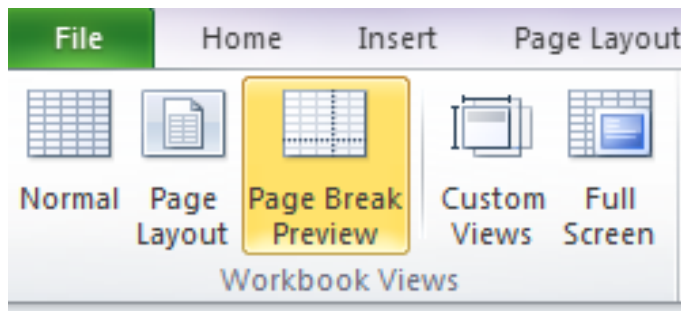 File Home Insert Page Layout
Normal Page Page Break Custom Full
Layout Preview Views Screen
Workbook Views